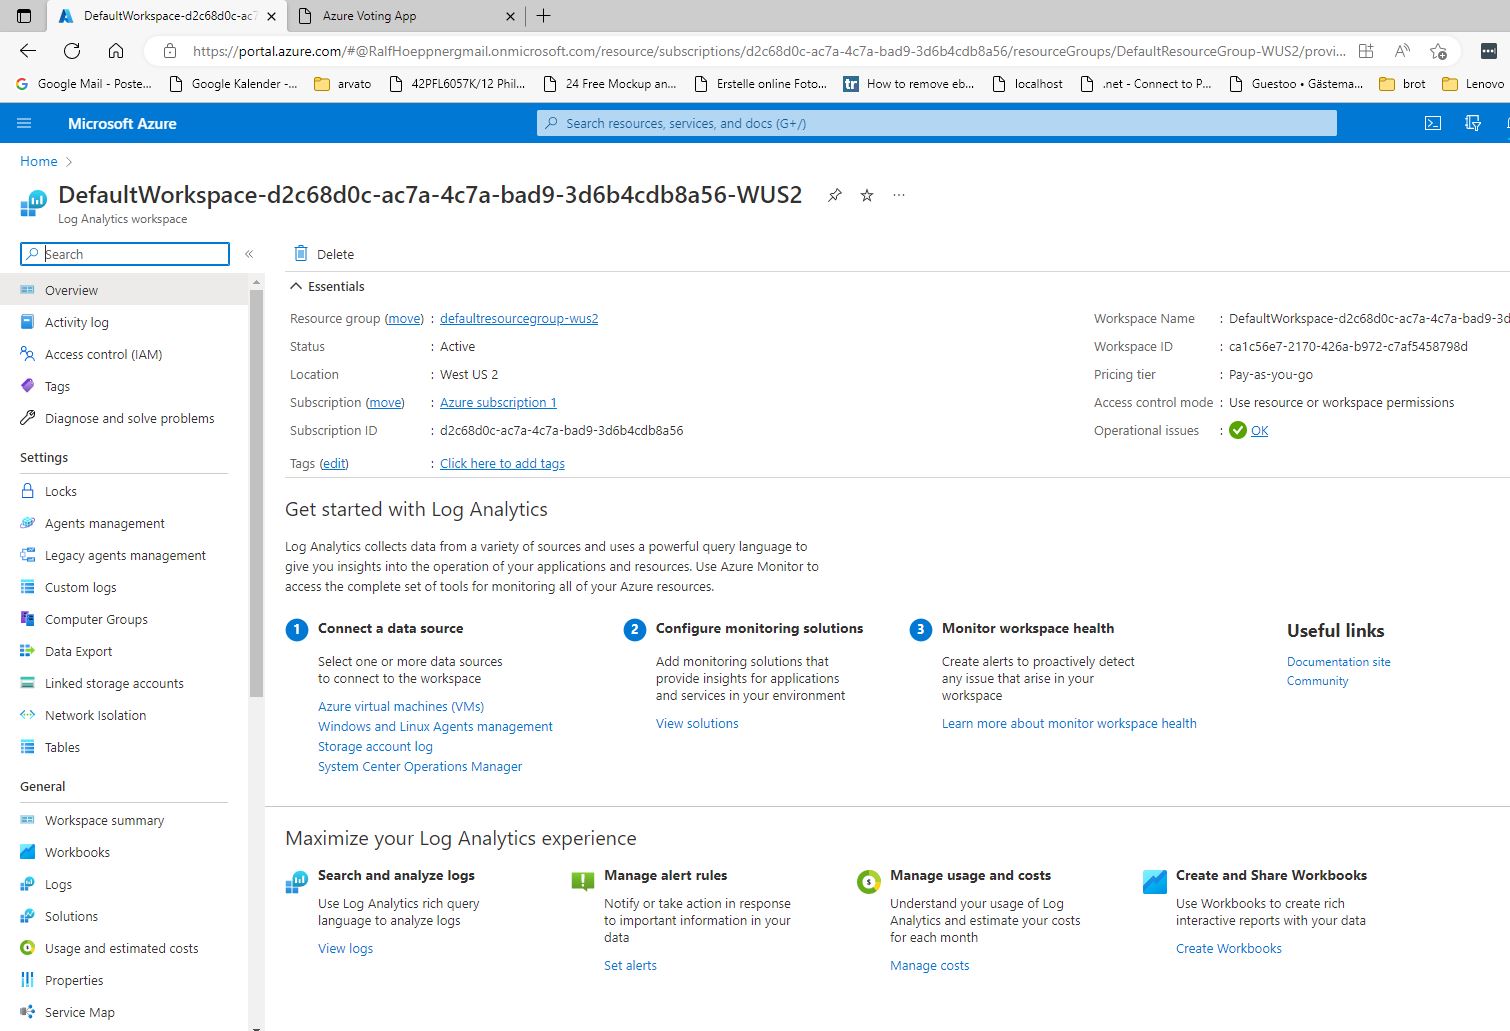 DefaultWorkspace-d2c68d0c-ac7
Azure Voting App
https://portal.azure.com/#@RalfHoeppnergmail.onmicrosoft.com/resource/subscriptions/d2c68d0c-ac7a-4c7a-bad9-3d6b4cdb8a56/resourceGroups/DefaultResourceGroup-WUS2/provi...
Google Mail - Poste...
Google Kalender -...
arvato
42PFL6057K/12 Phil...
24 Free Mockup an...
Erstelle online Foto...
tr
How to remove eb...
localhost
.net - Connect to P...
Guestoo • Gästema...
brot
Lenovo
Microsoft Azure
Search resources, services, and docs (G+/)
Home
DefaultWorkspace-d2c68d0c-ac7a-4c7a-bad9-3d6b4cdb8a56-WUS2
Log Analytics workspace
Search
Overview
Activity log
Access control (IAM)
Tags
Diagnose and solve problems
Settings
Locks
Agents management
Legacy agents management
Custom logs
Computer Groups
Data Export
Linked storage accounts
Network Isolation
Tables
General
Workspace summary
Workbooks
Logs
Solutions
Usage and estimated costs
Properties
Service Map
Delete
Essentials
Resource group (move) : defaultresourcegroup-wus2
Status : Active
Location : West US 2
Subscription (move) : Azure subscription 1
Subscription ID : d2c68d0c-ac7a-4c7a-bad9-3d6b4cdb8a56
Tags (edit) : Click here to add tags
Workspace Name : DefaultWorkspace-d2c68d0c-ac7a-4c7a-bad9-3d
Workspace ID : ca1c56e7-2170-426a-b972-c7af5458798d
Pricing tier : Pay-as-you-go
Access control mode : Use resource or workspace permissions
Operational issues : OK
Get started with Log Analytics
Log Analytics collects data from a variety of sources and uses a powerful query language to
give you insights into the operation of your applications and resources. Use Azure Monitor to
access the complete set of tools for monitoring all of your Azure resources.
1 Connect a data source
Select one or more data sources
to connect to the workspace
Azure virtual machines (VMs)
Windows and Linux Agents management
Storage account log
System Center Operations Manager
2 Configure monitoring solutions
Add monitoring solutions that
provide insights for applications
and services in your environment
View solutions
3 Monitor workspace health
Create alerts to proactively detect
any issue that arise in your
workspace
Learn more about monitor workspace health
Useful links
Documentation site
Community
Maximize your Log Analytics experience
Search and analyze logs
Use Log Analytics rich query
language to analyze logs
View logs
Manage alert rules
Notify or take action in response
to important information in your
data
Set alerts
Manage usage and costs
Understand your usage of Log
Analytics and estimate your costs
for each month
Manage costs
Create and Share Workbooks
Use Workbooks to create rich
interactive reports with your data
Create Workbooks